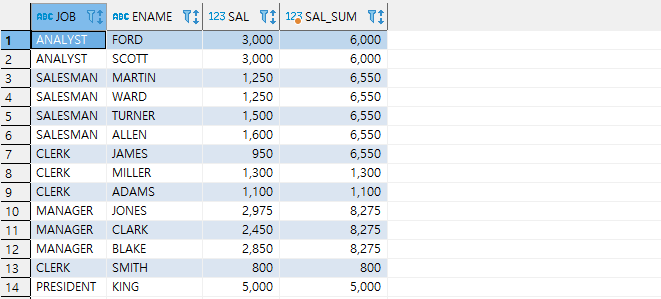 ABC JOB ABC ENAME 123 SAL 123 SAL_SUM
1 ANALYST FORD 3,000 6,000
2 ANALYST SCOTT 3,000 6,000
3 SALESMAN MARTIN 1,250 6,550
4 SALESMAN WARD 1,250 6,550
5 SALESMAN TURNER 1,500 6,550
6 SALESMAN ALLEN 1,600 6,550
7 CLERK JAMES 950 6,550
8 CLERK MILLER 1,300 1,300
9 CLERK ADAMS 1,100 1,100
10 MANAGER JONES 2,975 8,275
11 MANAGER CLARK 2,450 8,275
12 MANAGER BLAKE 2,850 8,275
13 CLERK SMITH 800 800
14 PRESIDENT KING 5,000 5,000